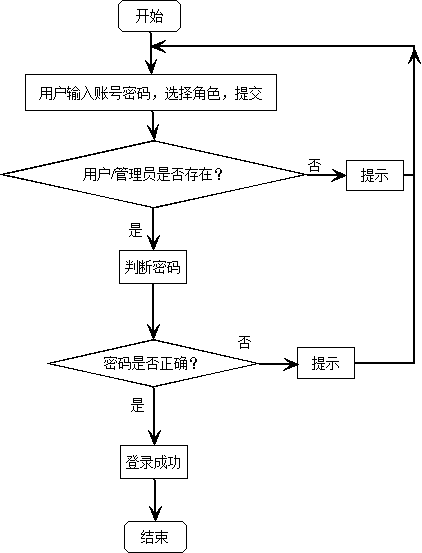 开始
用户输入账号密码，选择角色，提交
用户/管理员是否存在？
否
提示
是
判断密码
密码是否正确？
否
提示
是
登录成功
结束